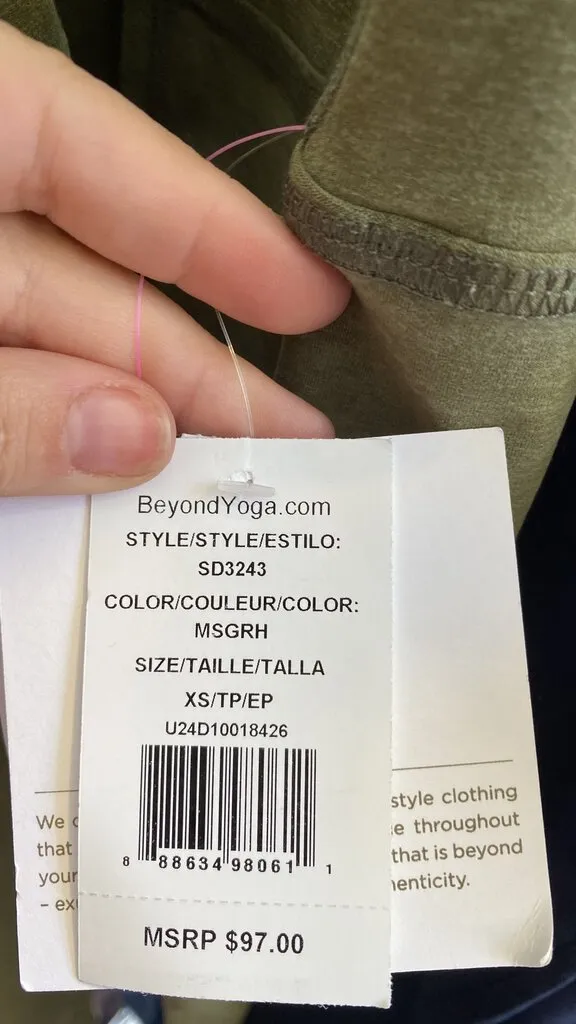 BeyondYoga.com
STYLE/STYLE/ESTILO:
SD3243
COLOR/COULEUR/COLOR:
MSGRH
SIZE/TAILLE/TALLA
XS/TP/EP
U24D10018426
8 88634 98061 1
MSRP $97.00
We
style clothing
that
throughout
your
that is beyond